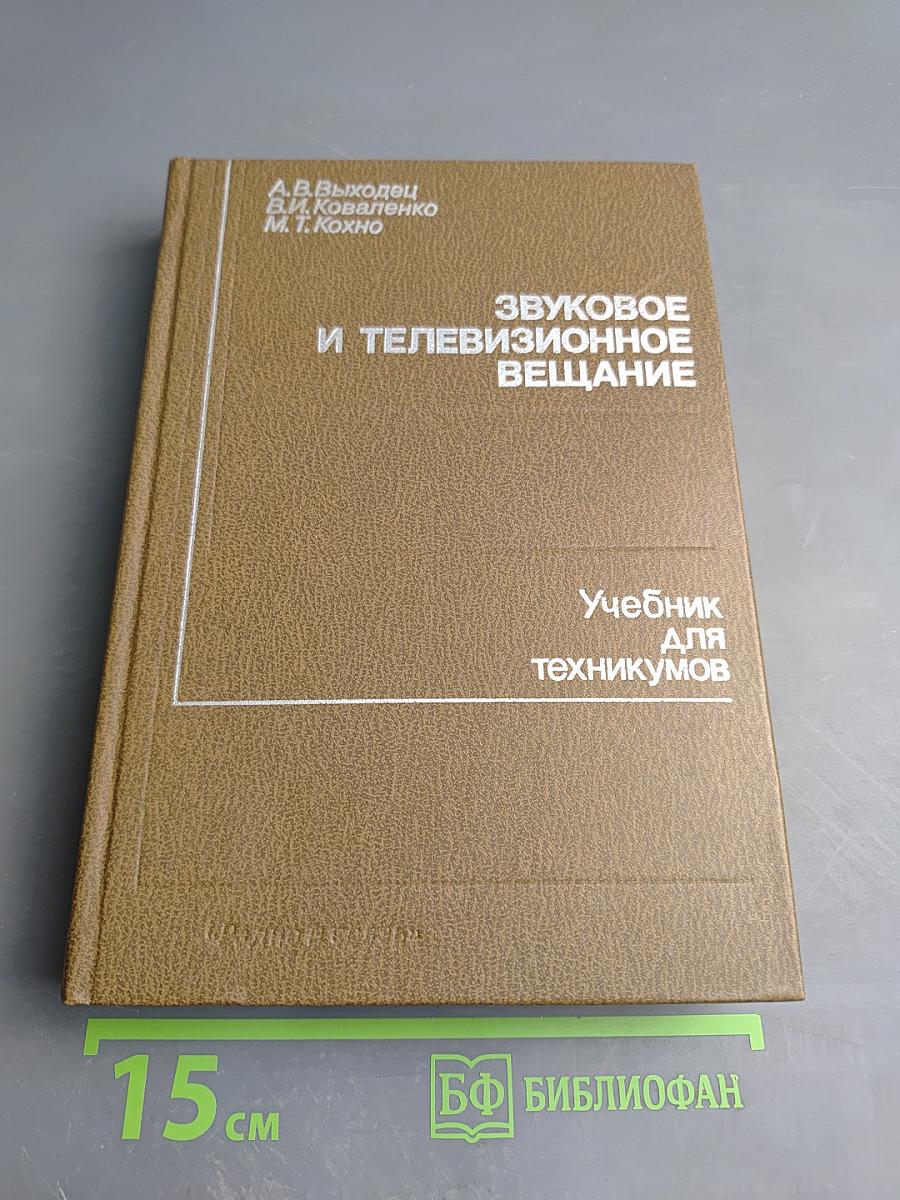 А.В.Выходец
В.И.Коваленко
М.Т.Кохно
ЗВУКОВОЕ
И ТЕЛЕВИЗИОННОЕ
ВЕЩАНИЕ
Учебник
для
техникумов
15 см
БФ БИБЛИОФАН